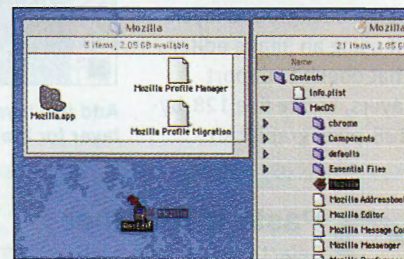 Mozilla
8 items, 2.05 GB available
Mozilla.app
Mozilla Profile Manager
Mozilla Profile Migration
Mozilla
21 items, 2.05 G
Name
Contents
Info.plist
MacOS
chrome
Components
defaults
Essential Files
Mozilla
Mozilla Addressbook
Mozilla Editor
Mozilla Message Co
Mozilla Messenger
Mozilla